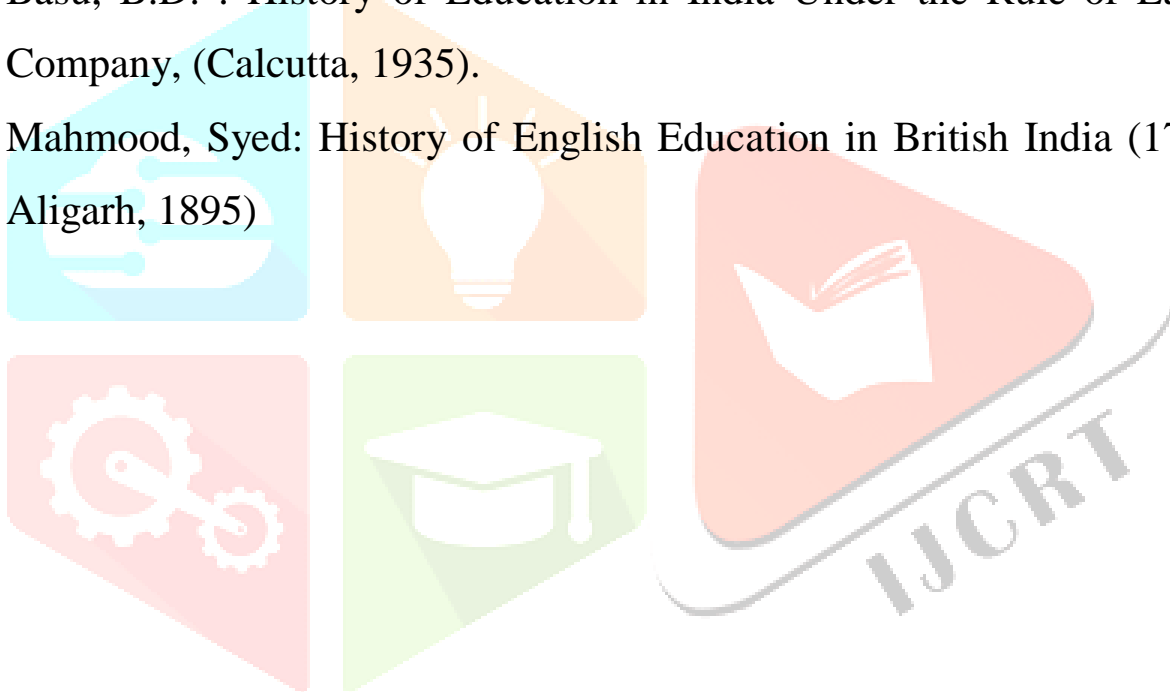 Basu, B.D. : History of Education in India Under the Rule of
Company, (Calcutta, 1935).
Mahmood, Syed: History of English Education in British India
Aligarh, 1895)
IJCRT